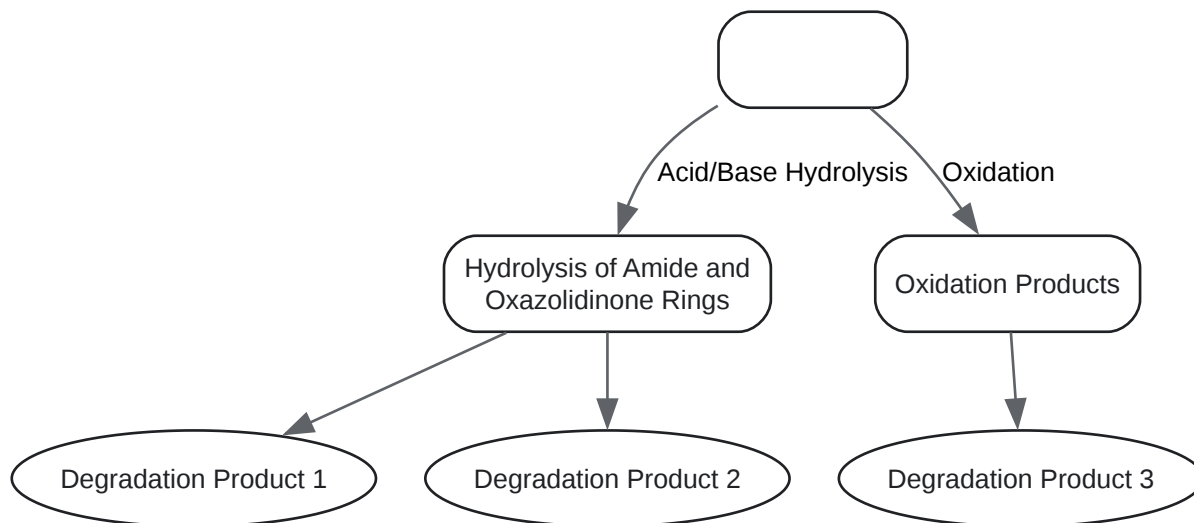 Acid/Base Hydrolysis
Oxidation
Hydrolysis of Amide and
Oxazolidinone Rings
Oxidation Products
Degradation Product 1
Degradation Product 2
Degradation Product 3